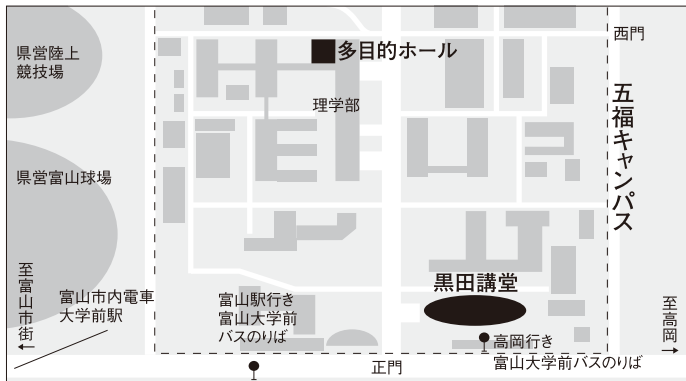 県営陸上
競技場
多目的ホール
西門
理学部
五福キャンパス
県営富山球場
至富山市街
←
富山市内電車
大学前駅
富山駅行き
富山大学前
バスのりば
黒田講堂
高岡行き
富山大学前バスのりば
至高岡
→
正門